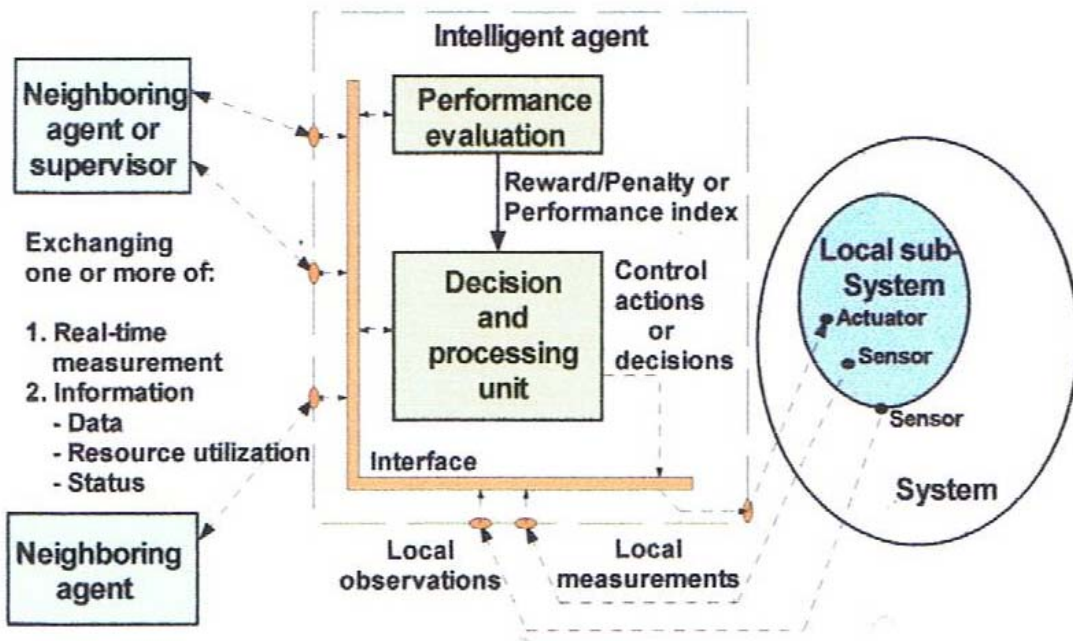 Intelligent agent
Neighboring
agent or
supervisor
Performance
evaluation
Reward/Penalty or
Performance index
Exchanging
one or more of:
1. Real-time
measurement
2. Information
- Data
- Resource utilization
- Status
Decision
and
processing
unit
Control
actions
or
decisions
Interface
Local sub-
System
Actuator
Sensor
Sensor
System
Neighboring
agent
Local
observations
Local
measurements